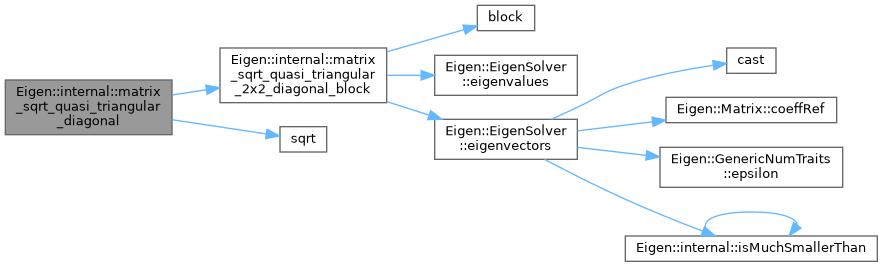 Eigen::internal::matrix
_sqrt_quasi_triangular
_diagonal
Eigen::internal::matrix
_sqrt_quasi_triangular
_2x2_diagonal_block
sqrt
block
Eigen::EigenSolver
::eigenvalues
Eigen::EigenSolver
::eigenvectors
cast
Eigen::Matrix::coeffRef
Eigen::GenericNumTraits
::epsilon
Eigen::internal::isMuchSmallerThan